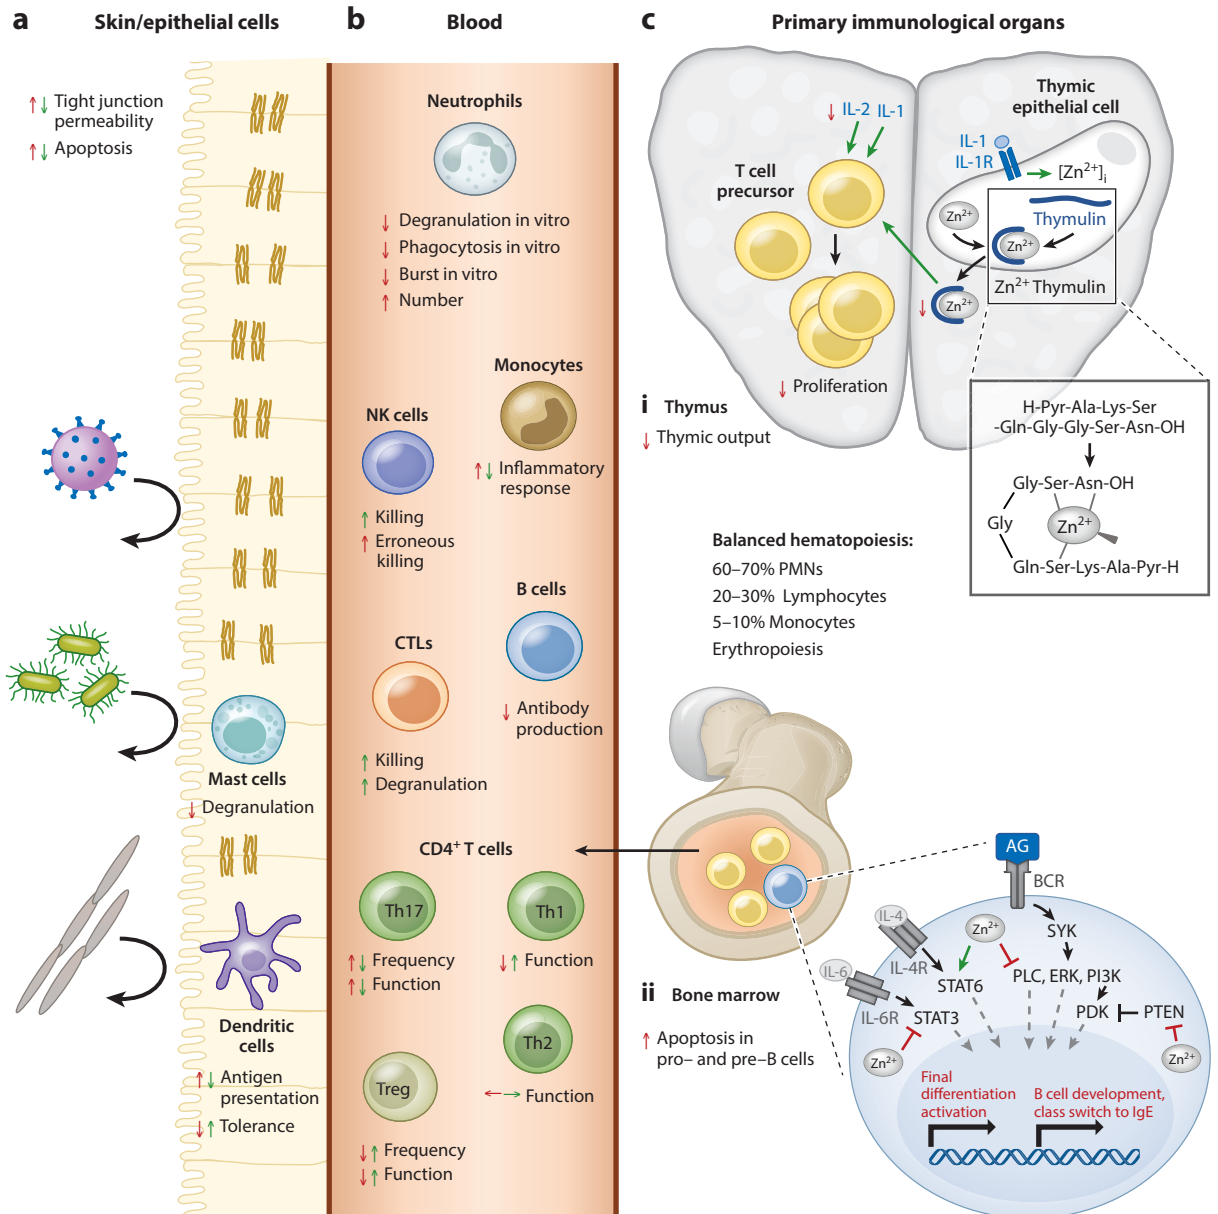 a Skin/epithelial cells
↑↓ Tight junction
permeability
↑↓ Apoptosis
Mast cells
↓ Degranulation
Dendritic
cells
↑↓ Antigen
presentation
↓↑ Tolerance
b Blood
Neutrophils
↓ Degranulation in vitro
↓ Phagocytosis in vitro
↓ Burst in vitro
↑ Number
Monocytes
↑↓ Inflammatory
response
NK cells
↑ Killing
↑ Erroneous
killing
B cells
↓ Antibody
production
CTLs
↑ Killing
↑ Degranulation
CD4⁺ T cells
Th17
↑↓ Frequency
↑↓ Function
Th1
↓↑ Function
Th2
←→ Function
Treg
↓↑ Frequency
↓↑ Function
c Primary immunological organs
↓ IL-2 IL-1
T cell
precursor
↓ Proliferation
Thymic
epithelial cell
IL-1
IL-1R
[Zn²⁺]ᵢ
Zn²⁺
Thymulin
Zn²⁺
Zn²⁺ Thymulin
↓ Zn²⁺
i Thymus
↓ Thymic output
H-Pyr-Ala-Lys-Ser
-Gln-Gly-Gly-Ser-Asn-OH
Gly-Ser-Asn-OH
Gly
Zn²⁺
Gln-Ser-Lys-Ala-Pyr-H
Balanced hematopoiesis:
60–70% PMNs
20–30% Lymphocytes
5–10% Monocytes
Erythropoiesis
ii Bone marrow
↑ Apoptosis in
pro– and pre–B cells
AG
BCR
SYK
IL-4
IL-4R
Zn²⁺
STAT6
PLC, ERK, PI3K
IL-6
IL-6R
STAT3
PDK
PTEN
Zn²⁺
Zn²⁺
Final
differentiation
activation
B cell development,
class switch to IgE